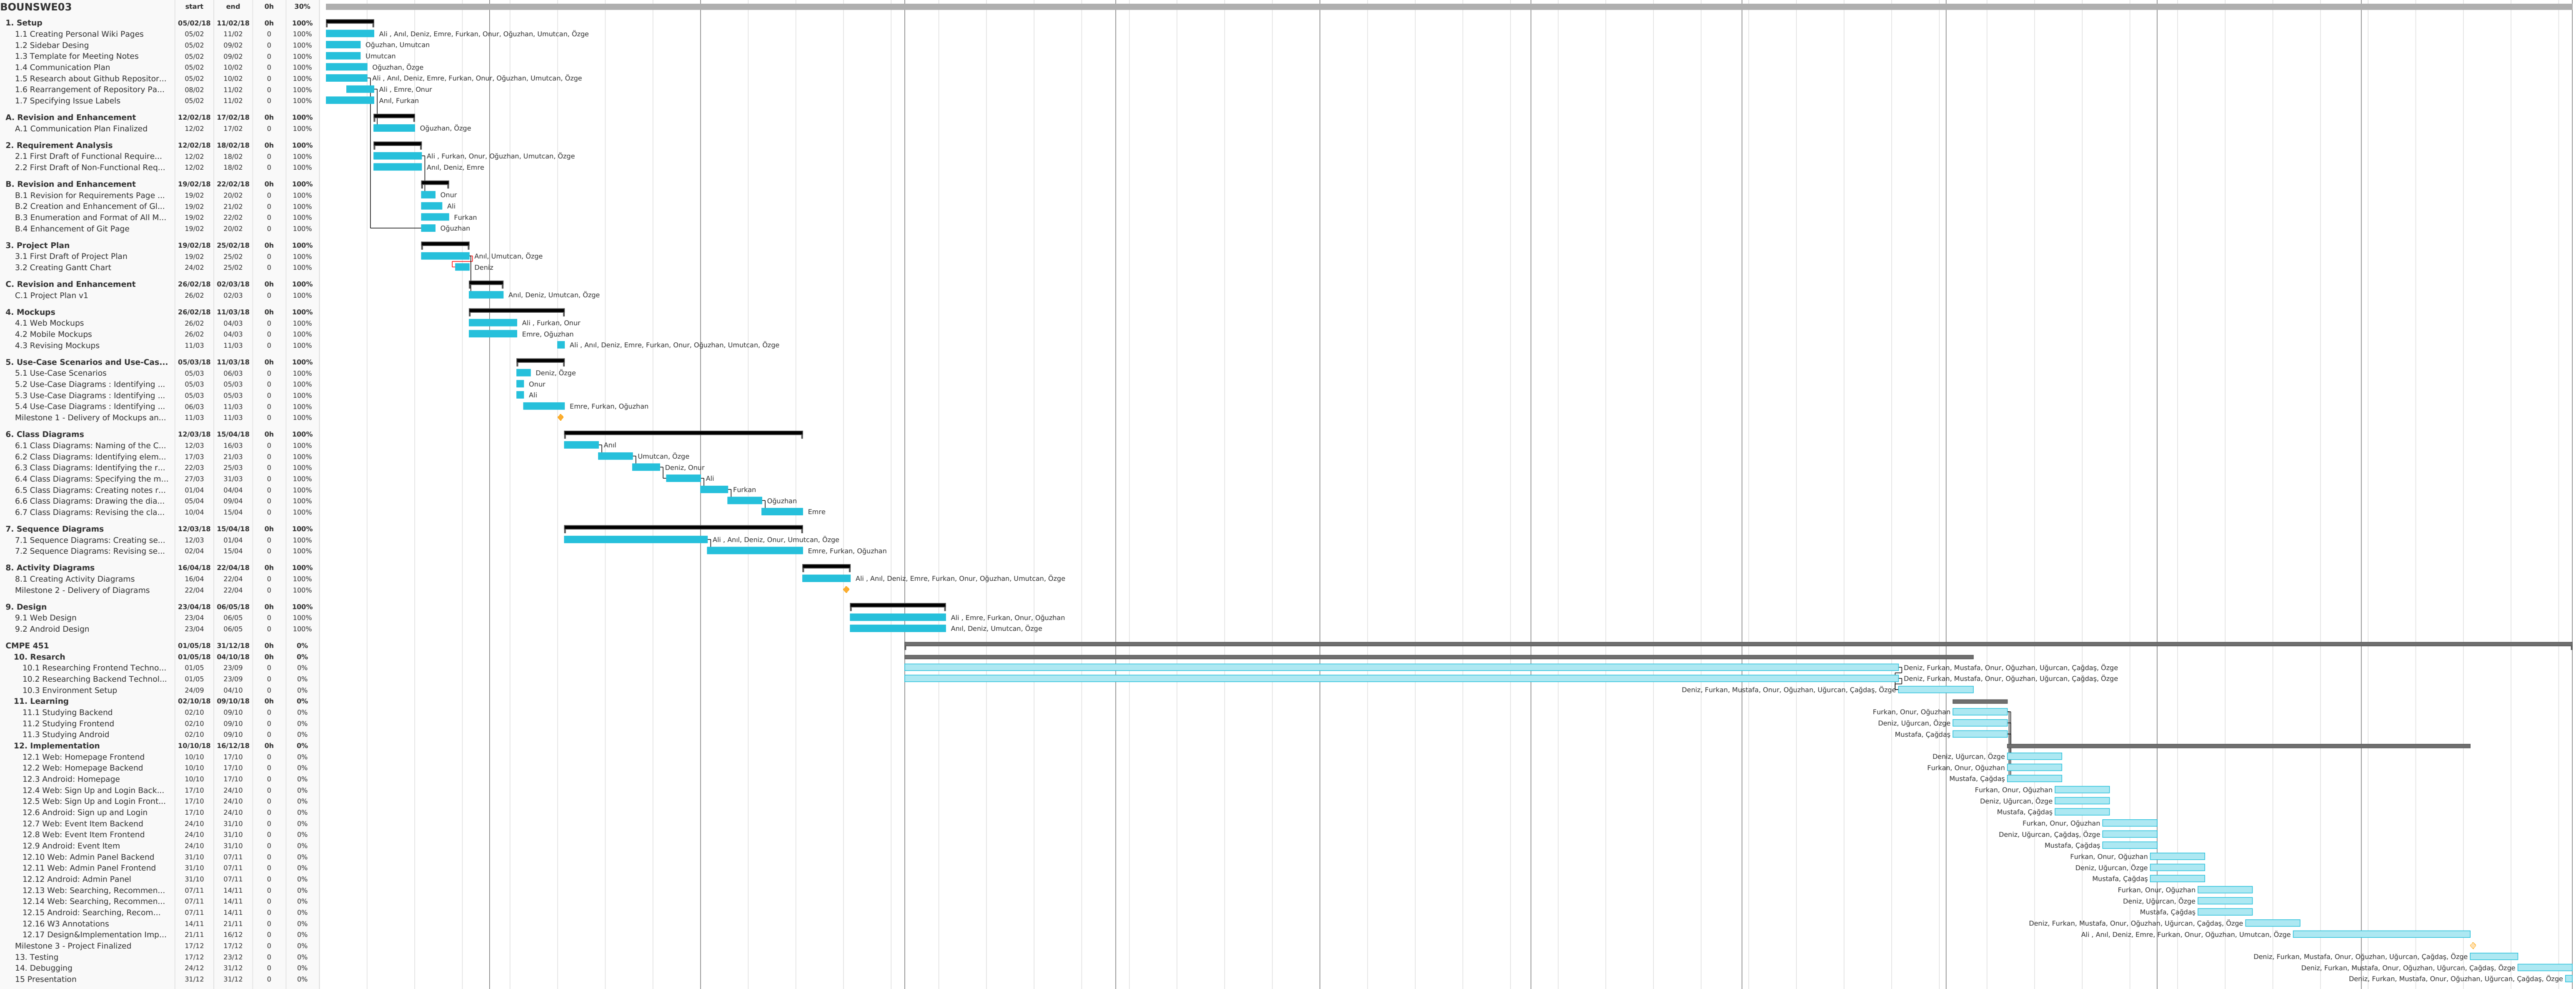 BOUNSWE03 start end 0h 30%
1. Setup 05/02/18 11/02/18 0h 100%
1.1 Creating Personal Wiki Pages 05/02 11/02 0 100% Ali , Anıl, Deniz, Emre, Furkan, Onur, Oğuzhan, Umutcan, Özge
1.2 Sidebar Desing 05/02 09/02 0 100% Oğuzhan, Umutcan
1.3 Template for Meeting Notes 05/02 09/02 0 100% Umutcan
1.4 Communication Plan 05/02 10/02 0 100% Oğuzhan, Özge
1.5 Research about Github Repositor... 05/02 10/02 0 100% Ali , Anıl, Deniz, Emre, Furkan, Onur, Oğuzhan, Umutcan, Özge
1.6 Rearrangement of Repository Pa... 08/02 11/02 0 100% Ali , Emre, Onur
1.7 Specifying Issue Labels 05/02 11/02 0 100% Anıl, Furkan
A. Revision and Enhancement 12/02/18 17/02/18 0h 100%
A.1 Communication Plan Finalized 12/02 17/02 0 100% Oğuzhan, Özge
2. Requirement Analysis 12/02/18 18/02/18 0h 100%
2.1 First Draft of Functional Require... 12/02 18/02 0 100% Ali , Furkan, Onur, Oğuzhan, Umutcan, Özge
2.2 First Draft of Non-Functional Req... 12/02 18/02 0 100% Anıl, Deniz, Emre
B. Revision and Enhancement 19/02/18 22/02/18 0h 100%
B.1 Revision for Requirements Page ... 19/02 20/02 0 100% Onur
B.2 Creation and Enhancement of Gl... 19/02 21/02 0 100% Ali
B.3 Enumeration and Format of All M... 19/02 22/02 0 100% Furkan
B.4 Enhancement of Git Page 19/02 20/02 0 100% Oğuzhan
3. Project Plan 19/02/18 25/02/18 0h 100%
3.1 First Draft of Project Plan 19/02 25/02 0 100% Anıl, Umutcan, Özge
3.2 Creating Gantt Chart 24/02 25/02 0 100% Deniz
C. Revision and Enhancement 26/02/18 02/03/18 0h 100%
C.1 Project Plan v1 26/02 02/03 0 100% Anıl, Deniz, Umutcan, Özge
4. Mockups 26/02/18 11/03/18 0h 100%
4.1 Web Mockups 26/02 04/03 0 100% Ali , Furkan, Onur
4.2 Mobile Mockups 26/02 04/03 0 100% Emre, Oğuzhan
4.3 Revising Mockups 11/03 11/03 0 100% Ali , Anıl, Deniz, Emre, Furkan, Onur, Oğuzhan, Umutcan, Özge
5. Use-Case Scenarios and Use-Cas... 05/03/18 11/03/18 0h 100%
5.1 Use-Case Scenarios 05/03 06/03 0 100% Deniz, Özge
5.2 Use-Case Diagrams : Identifying ... 05/03 05/03 0 100% Onur
5.3 Use-Case Diagrams : Identifying ... 05/03 05/03 0 100% Ali
5.4 Use-Case Diagrams : Identifying ... 06/03 11/03 0 100% Emre, Furkan, Oğuzhan
Milestone 1 - Delivery of Mockups an... 11/03 11/03 0 100%
6. Class Diagrams 12/03/18 15/04/18 0h 100%
6.1 Class Diagrams: Naming of the C... 12/03 16/03 0 100% Anıl
6.2 Class Diagrams: Identifying elem... 17/03 21/03 0 100% Umutcan, Özge
6.3 Class Diagrams: Identifying the r... 22/03 25/03 0 100% Deniz, Onur
6.4 Class Diagrams: Specifying the m... 27/03 31/03 0 100% Ali
6.5 Class Diagrams: Creating notes r... 01/04 04/04 0 100% Furkan
6.6 Class Diagrams: Drawing the dia... 05/04 09/04 0 100% Oğuzhan
6.7 Class Diagrams: Revising the cla... 10/04 15/04 0 100% Emre
7. Sequence Diagrams 12/03/18 15/04/18 0h 100%
7.1 Sequence Diagrams: Creating se... 12/03 01/04 0 100% Ali , Anıl, Deniz, Onur, Umutcan, Özge
7.2 Sequence Diagrams: Revising se... 02/04 15/04 0 100% Emre, Furkan, Oğuzhan
8. Activity Diagrams 16/04/18 22/04/18 0h 100%
8.1 Creating Activity Diagrams 16/04 22/04 0 100% Ali , Anıl, Deniz, Emre, Furkan, Onur, Oğuzhan, Umutcan, Özge
Milestone 2 - Delivery of Diagrams 22/04 22/04 0 100%
9. Design 23/04/18 06/05/18 0h 100%
9.1 Web Design 23/04 06/05 0 100% Ali , Emre, Furkan, Onur, Oğuzhan
9.2 Android Design 23/04 06/05 0 100% Anıl, Deniz, Umutcan, Özge
CMPE 451 01/05/18 31/12/18 0h 0%
10. Resarch 01/05/18 04/10/18 0h 0%
10.1 Researching Frontend Techno... 01/05 23/09 0 0% Deniz, Furkan, Mustafa, Onur, Oğuzhan, Uğurcan, Çağdaş, Özge
10.2 Researching Backend Technol... 01/05 23/09 0 0% Deniz, Furkan, Mustafa, Onur, Oğuzhan, Uğurcan, Çağdaş, Özge
10.3 Environment Setup 24/09 04/10 0 0% Deniz, Furkan, Mustafa, Onur, Oğuzhan, Uğurcan, Çağdaş, Özge
11. Learning 02/10/18 09/10/18 0h 0%
11.1 Studying Backend 02/10 09/10 0 0% Furkan, Onur, Oğuzhan
11.2 Studying Frontend 02/10 09/10 0 0% Deniz, Uğurcan, Özge
11.3 Studying Android 02/10 09/10 0 0% Mustafa, Çağdaş
12. Implementation 10/10/18 16/12/18 0h 0%
12.1 Web: Homepage Frontend 10/10 17/10 0 0% Deniz, Uğurcan, Özge
12.2 Web: Homepage Backend 10/10 17/10 0 0% Furkan, Onur, Oğuzhan
12.3 Android: Homepage 10/10 17/10 0 0% Mustafa, Çağdaş
12.4 Web: Sign Up and Login Back... 17/10 24/10 0 0% Furkan, Onur, Oğuzhan
12.5 Web: Sign Up and Login Front... 17/10 24/10 0 0% Deniz, Uğurcan, Özge
12.6 Android: Sign up and Login 17/10 24/10 0 0% Mustafa, Çağdaş
12.7 Web: Event Item Backend 24/10 31/10 0 0% Furkan, Onur, Oğuzhan
12.8 Web: Event Item Frontend 24/10 31/10 0 0% Deniz, Uğurcan, Çağdaş, Özge
12.9 Android: Event Item 24/10 31/10 0 0% Mustafa, Çağdaş
12.10 Web: Admin Panel Backend 31/10 07/11 0 0% Furkan, Onur, Oğuzhan
12.11 Web: Admin Panel Frontend 31/10 07/11 0 0% Deniz, Uğurcan, Özge
12.12 Android: Admin Panel 31/10 07/11 0 0% Mustafa, Çağdaş
12.13 Web: Searching, Recommen... 07/11 14/11 0 0% Furkan, Onur, Oğuzhan
12.14 Web: Searching, Recommen... 07/11 14/11 0 0% Deniz, Uğurcan, Özge
12.15 Android: Searching, Recom... 07/11 14/11 0 0% Mustafa, Çağdaş
12.16 W3 Annotations 14/11 21/11 0 0% Deniz, Furkan, Mustafa, Onur, Oğuzhan, Uğurcan, Çağdaş, Özge
12.17 Design&Implementation Imp... 21/11 16/12 0 0% Ali , Anıl, Deniz, Emre, Furkan, Onur, Oğuzhan, Umutcan, Özge
Milestone 3 - Project Finalized 17/12 17/12 0 0%
13. Testing 17/12 23/12 0 0% Deniz, Furkan, Mustafa, Onur, Oğuzhan, Uğurcan, Çağdaş, Özge
14. Debugging 24/12 31/12 0 0% Deniz, Furkan, Mustafa, Onur, Oğuzhan, Uğurcan, Çağdaş, Özge
15 Presentation 31/12 31/12 0 0% Deniz, Furkan, Mustafa, Onur, Oğuzhan, Uğurcan, Çağdaş, Özge